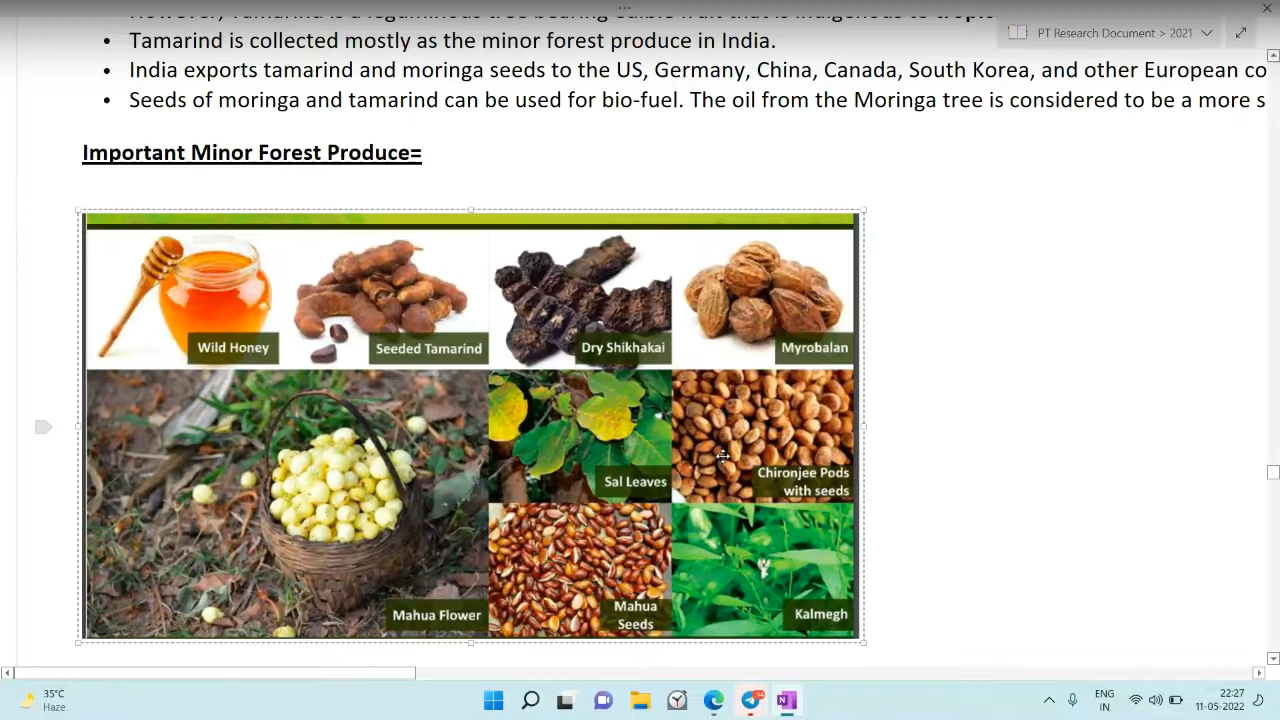 PT Research Document > 2021
Tamarind is collected mostly as the minor forest produce in India.
India exports tamarind and moringa seeds to the US, Germany, China, Canada, South Korea, and other European co
Seeds of moringa and tamarind can be used for bio-fuel. The oil from the Moringa tree is considered to be a more s
Important Minor Forest Produce=
Wild Honey
Seeded Tamarind
Dry Shikhakai
Myrobalan
Mahua Flower
Sal Leaves
Chironjee Pods
with seeds
Mahua
Seeds
Kalmegh
35°C
Haze
ENG
IN
22:27
11-05-2022